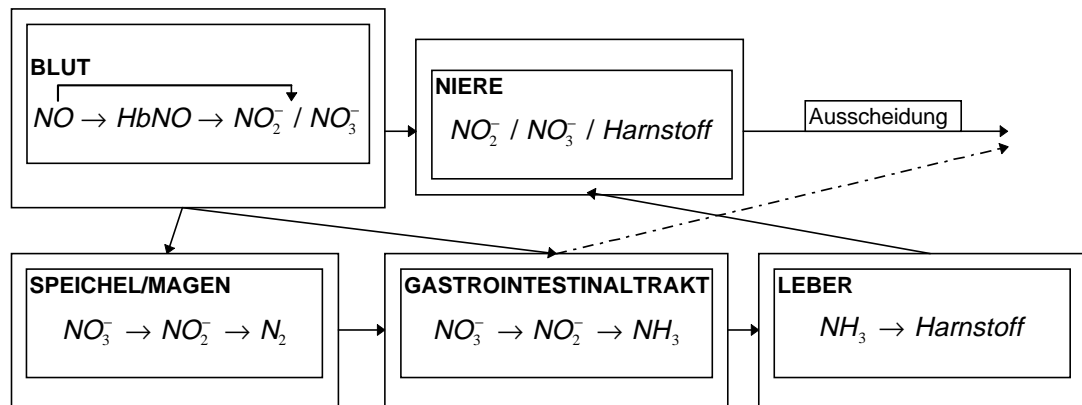 BLUT
NO → HbNO → NO₂⁻ / NO₃⁻
NIERE
NO₂⁻ / NO₃⁻ / Harnstoff
Ausscheidung
SPEICHEL/MAGEN
NO₃⁻ → NO₂⁻ → N₂
GASTROINTESTINALTRAKT
NO₃⁻ → NO₂⁻ → NH₃
LEBER
NH₃ → Harnstoff